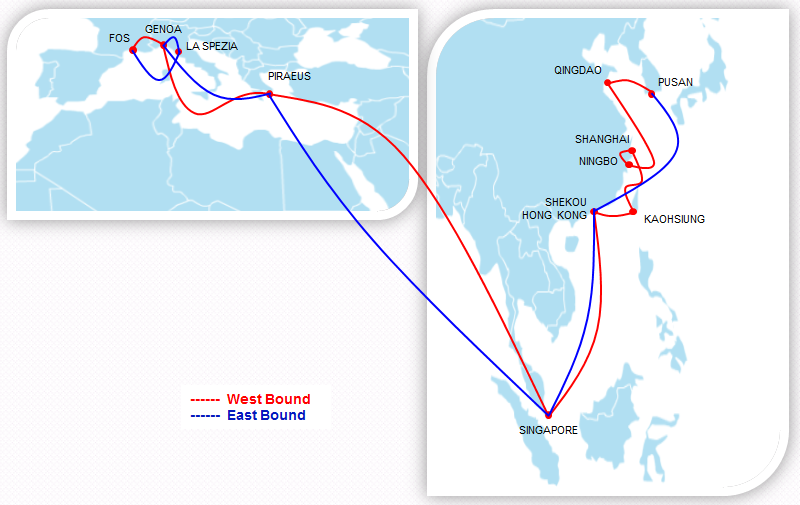 GENOA
FOS
LA SPEZIA
PIRAEUS
QINGDAO
PUSAN
SHANGHAI
NINGBO
SHEKOU
HONG KONG
KAOHSIUNG
SINGAPORE
------ West Bound
------ East Bound